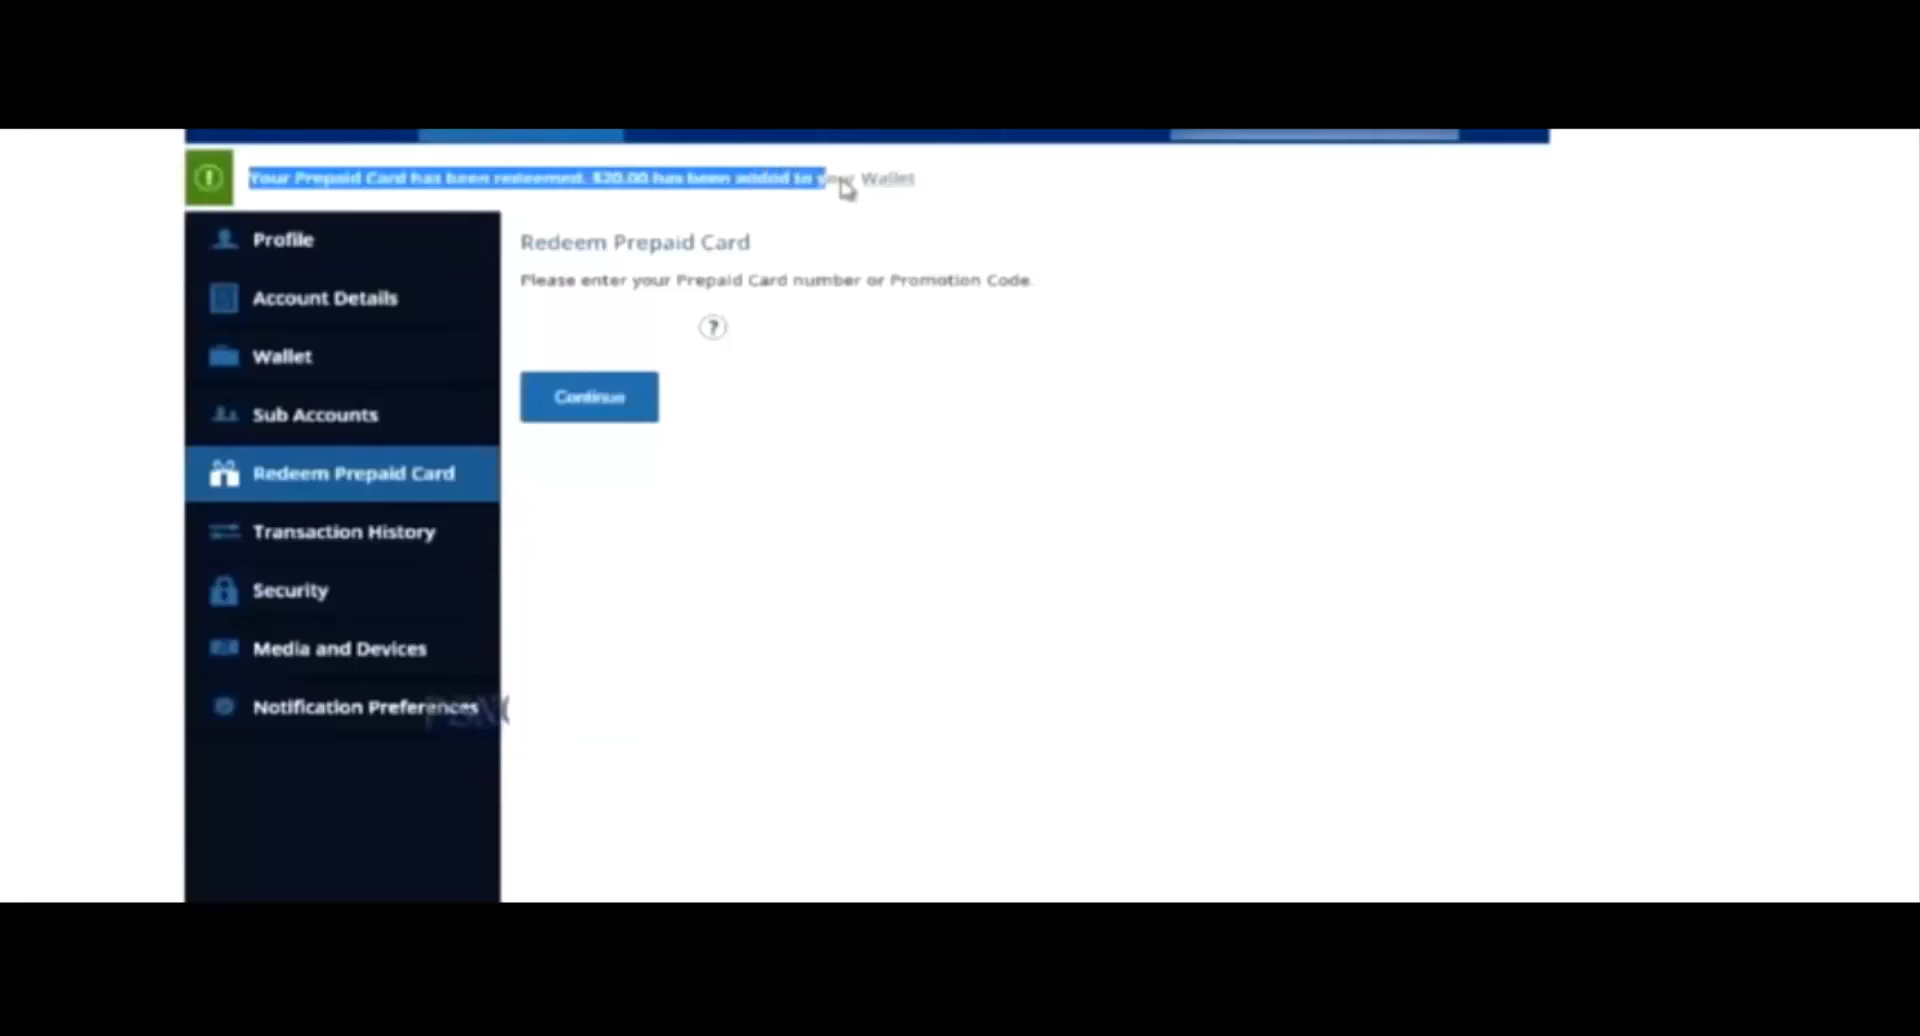 Your Prepaid Card has been redeemed. $20.00 has been added to your Wallet
Profile
Account Details
Wallet
Sub Accounts
Redeem Prepaid Card
Transaction History
Security
Media and Devices
Notification Preferences
Redeem Prepaid Card
Please enter your Prepaid Card number or Promotion Code.
?
Continue